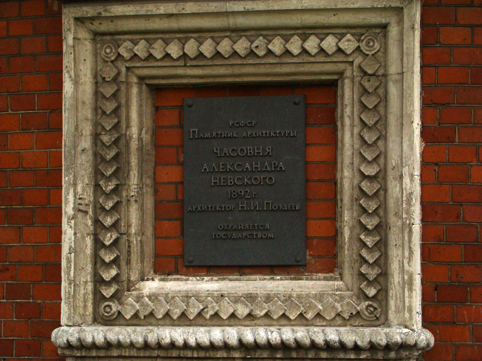 РСФСР
ПАМЯТНИК АРХИТЕКТУРЫ
ЧАСОВНЯ
АЛЕКСАНДРА
НЕВСКОГО
1892 г.
АРХИТЕКТОР Н.И. ПОЗДЕЕВ
ОХРАНЯЕТСЯ
ГОСУДАРСТВОМ